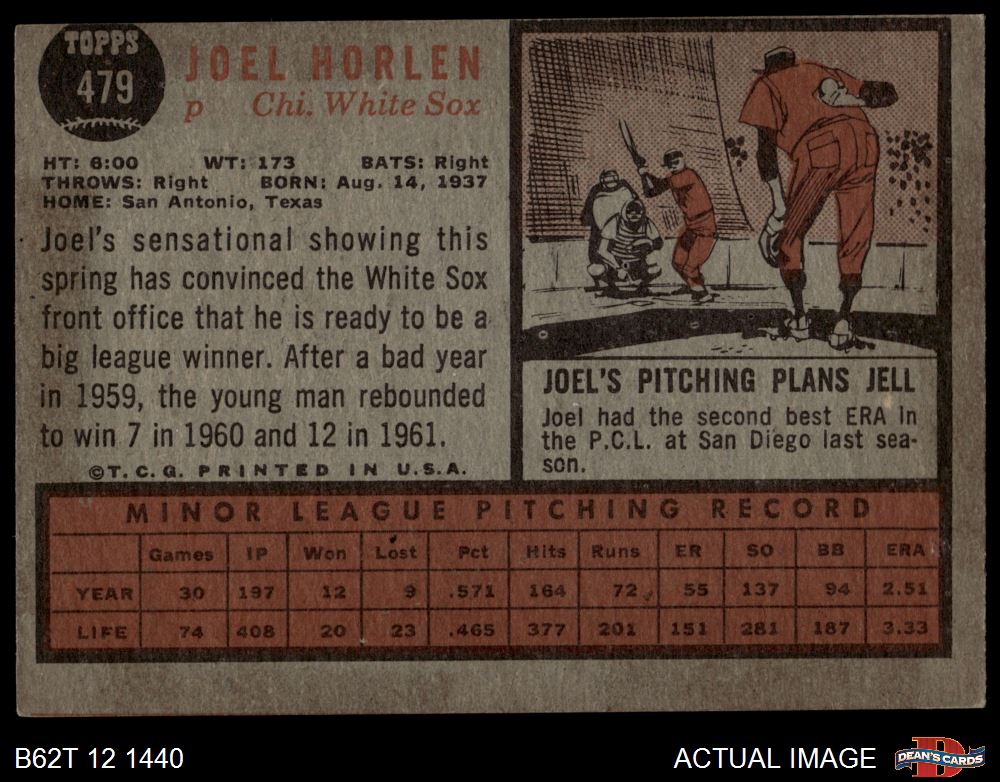 TOPPS
479
JOEL HORLEN
p Chi. White Sox
HT: 6:00 WT: 173 BATS: Right
THROWS: Right BORN: Aug. 14, 1937
HOME: San Antonio, Texas
Joel's sensational showing this
spring has convinced the White Sox
front office that he is ready to be a
big league winner. After a bad year
in 1959, the young man rebounded
to win 7 in 1960 and 12 in 1961.
©T.C.G. PRINTED IN U.S.A.
JOEL'S PITCHING PLANS JELL
Joel had the second best ERA in
the P.C.L. at San Diego last sea-
son.
MINOR LEAGUE PITCHING RECORD
Games IP Won Lost Pct Hits Runs ER SO BB ERA
YEAR 30 197 12 9 .571 164 72 55 137 94 2.51
LIFE 74 408 20 23 .465 377 201 151 281 187 3.33
B62T 12 1440
ACTUAL IMAGE
D
DEAN'S CARDS